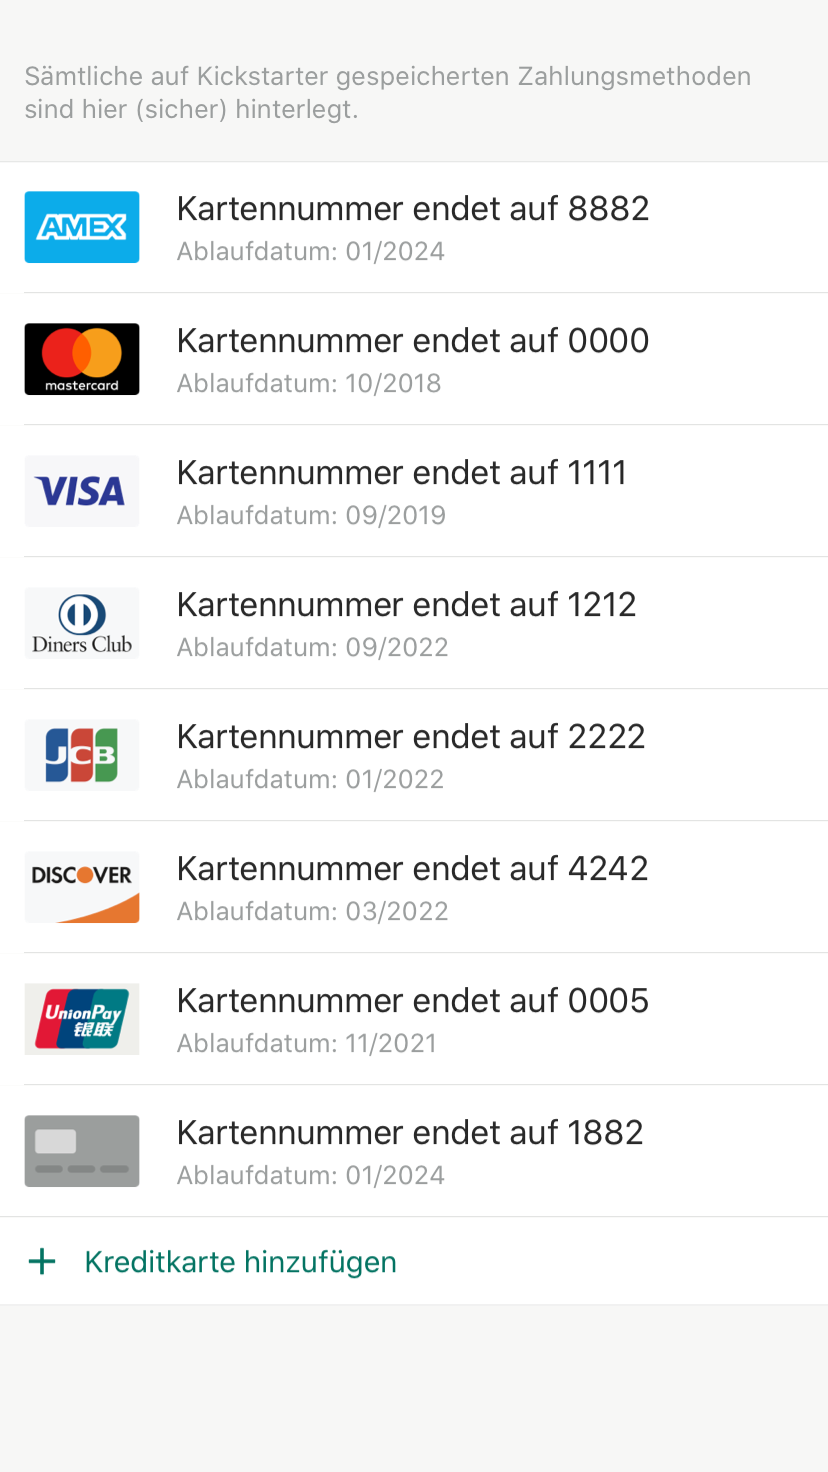 Sämtliche auf Kickstarter gespeicherten Zahlungsmethoden
sind hier (sicher) hinterlegt.
AMEX
Kartennummer endet auf 8882
Ablaufdatum: 01/2024
mastercard
Kartennummer endet auf 0000
Ablaufdatum: 10/2018
VISA
Kartennummer endet auf 1111
Ablaufdatum: 09/2019
Diners Club
Kartennummer endet auf 1212
Ablaufdatum: 09/2022
JCB
Kartennummer endet auf 2222
Ablaufdatum: 01/2022
DISCOVER
Kartennummer endet auf 4242
Ablaufdatum: 03/2022
UnionPay
银联
Kartennummer endet auf 0005
Ablaufdatum: 11/2021
Kartennummer endet auf 1882
Ablaufdatum: 01/2024
+ Kreditkarte hinzufügen